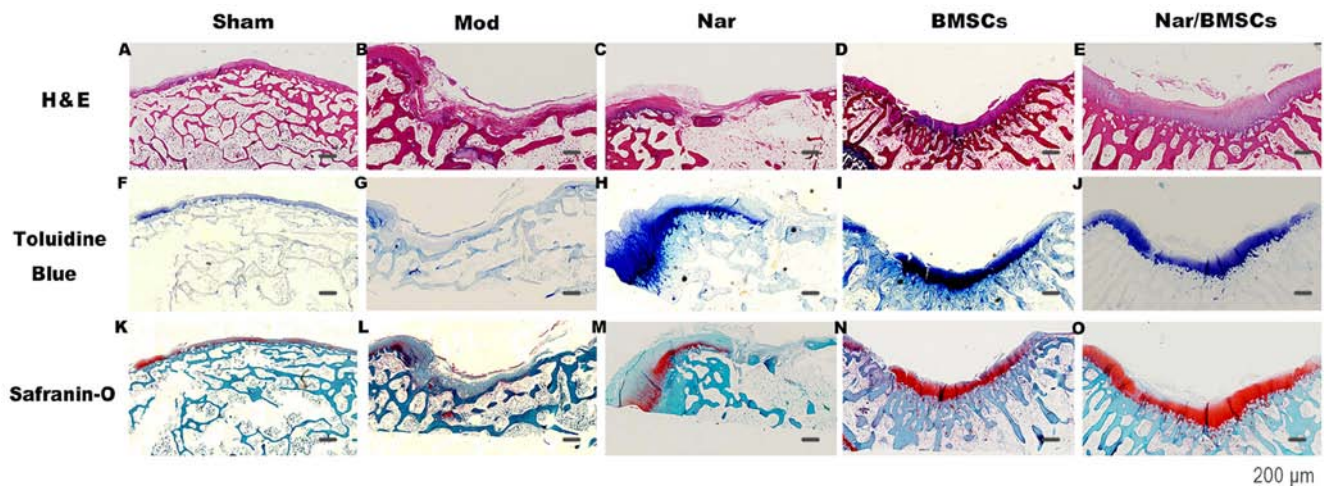 Sham Mod Nar BMSCs Nar/BMSCs
A B C D E
H & E
F G H I J
Toluidine
Blue
K L M N O
Safranin-O
200 µm